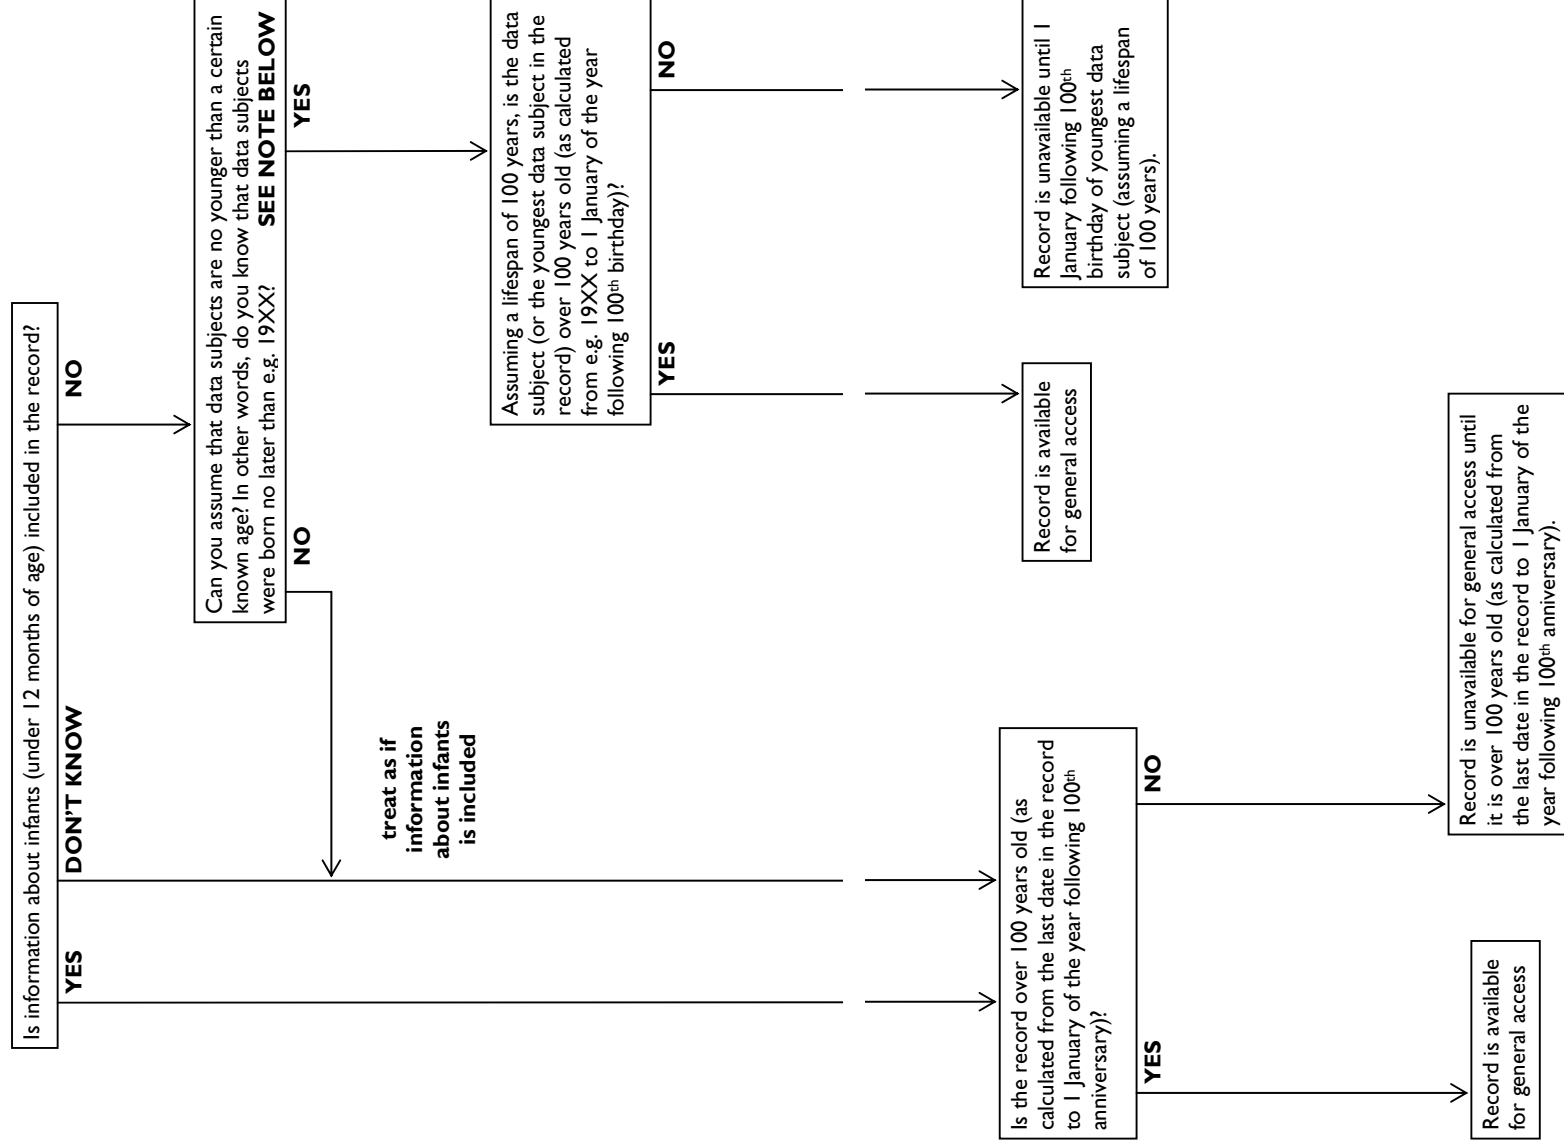 Is information about infants (under 12 months of age) included in the record?
YES
DON'T KNOW
NO
Can you assume that data subjects are no younger than a certain
known age? In other words, do you know that data subjects
were born no later than e.g. 19XX? SEE NOTE BELOW
NO
YES
treat as if
information
about infants
is included
Assuming a lifespan of 100 years, is the data
subject (or the youngest data subject in the
record) over 100 years old (as calculated
from e.g. 19XX to 1 January of the year
following 100th birthday)?
YES
NO
Is the record over 100 years old (as
calculated from the last date in the record
to 1 January of the year following 100th
anniversary)?
YES
NO
Record is available
for general access
Record is unavailable until 1
January following 100th
birthday of youngest data
subject (assuming a lifespan
of 100 years).
Record is available
for general access
Record is unavailable for general access until
it is over 100 years old (as calculated from
the last date in the record to 1 January of the
year following 100th anniversary).